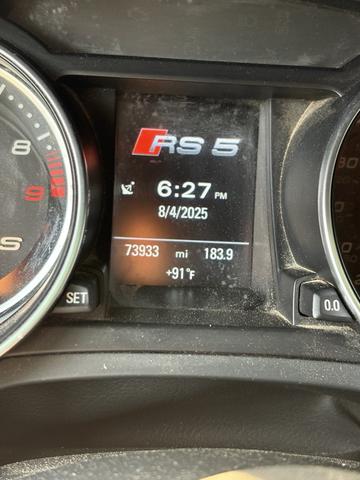 RS 5
6:27 PM
8/4/2025
73933 mi 183.9
+91°F
8
9
S
SET
0.0